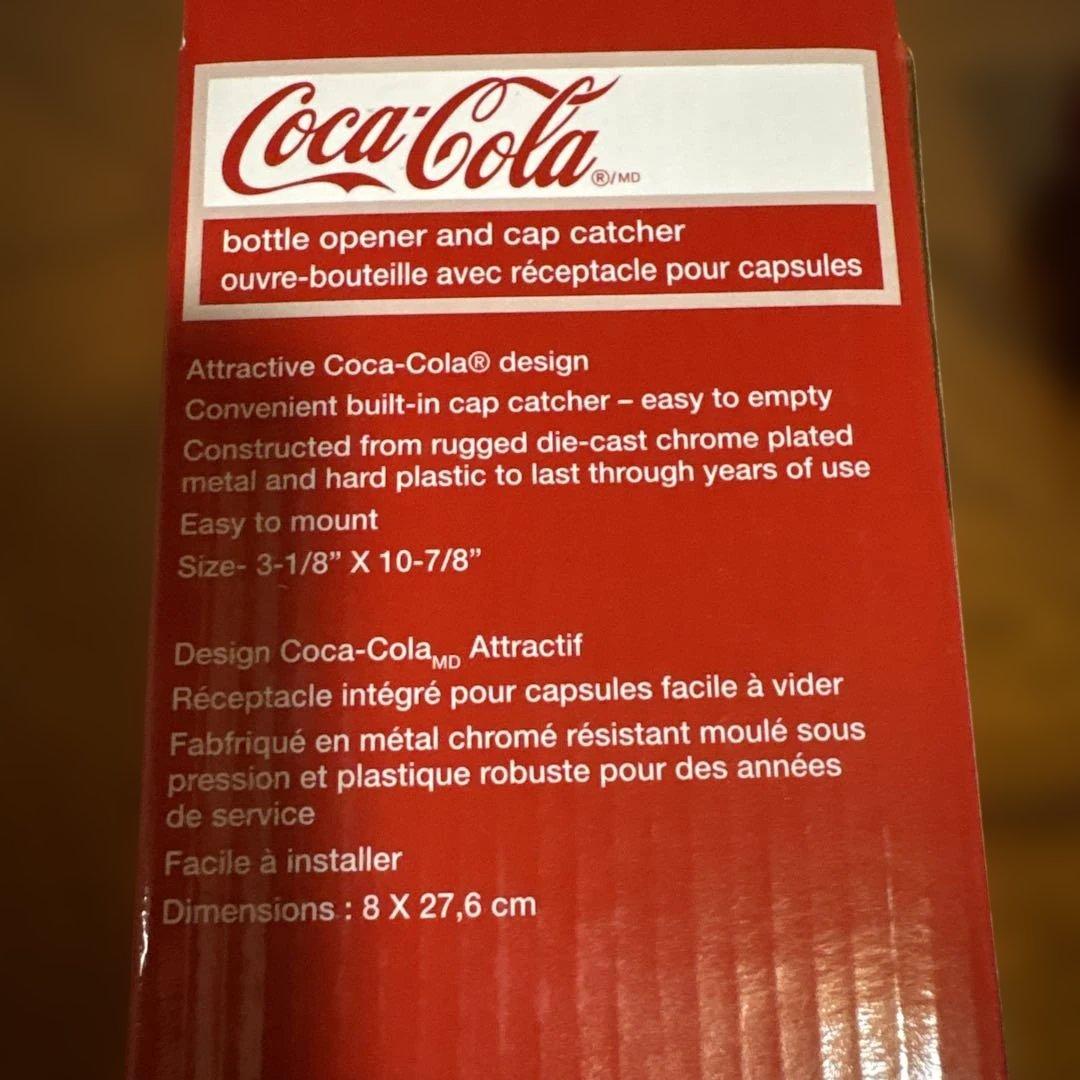 Coca-Cola ®/MD
bottle opener and cap catcher
ouvre-bouteille avec réceptacle pour capsules
Attractive Coca-Cola® design
Convenient built-in cap catcher – easy to empty
Constructed from rugged die-cast chrome plated
metal and hard plastic to last through years of use
Easy to mount
Size- 3-1/8” X 10-7/8”
Design Coca-ColaMD Attractif
Réceptacle intégré pour capsules facile à vider
Fabfriqué en métal chromé résistant moulé sous
pression et plastique robuste pour des années
de service
Facile à installer
Dimensions : 8 X 27,6 cm